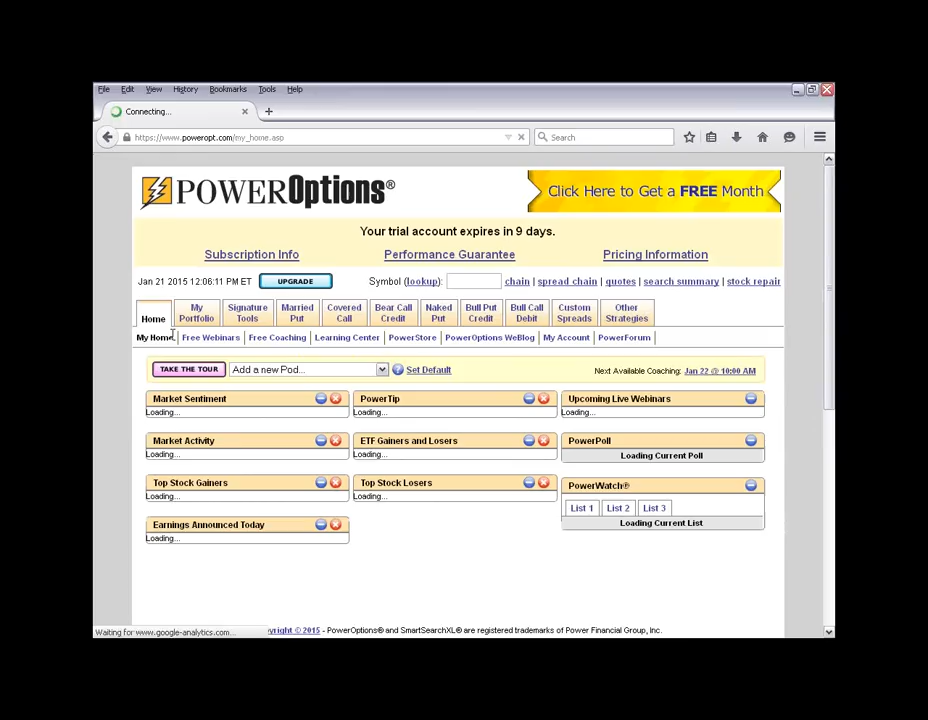 File Edit View History Bookmarks Tools Help
Connecting...
https://www.poweropt.com/my_home.asp
Search
POWEROptions®
Click Here to Get a FREE Month
Your trial account expires in 9 days.
Subscription Info Performance Guarantee Pricing Information
Jan 21 2015 12:06:11 PM ET UPGRADE Symbol (lookup): chain | spread chain | quotes | search summary | stock repair
Home My Portfolio Signature Tools Married Put Covered Call Bear Call Credit Naked Put Bull Put Credit Bull Call Debit Custom Spreads Other Strategies
My Home | Free Webinars | Free Coaching | Learning Center | PowerStore | PowerOptions WeBlog | My Account | PowerForum |
TAKE THE TOUR Add a new Pod... Set Default Next Available Coaching: Jan 22 @ 10:00 AM
Market Sentiment PowerTip Upcoming Live Webinars
Loading... Loading... Loading...
Market Activity ETF Gainers and Losers PowerPoll
Loading... Loading... Loading Current Poll
Top Stock Gainers Top Stock Losers PowerWatch®
Loading... Loading... List 1 List 2 List 3
Earnings Announced Today Loading Current List
Loading...
Waiting for www.google-analytics.com... yright © 2015 - PowerOptions® and SmartSearchXL® are registered trademarks of Power Financial Group, Inc.